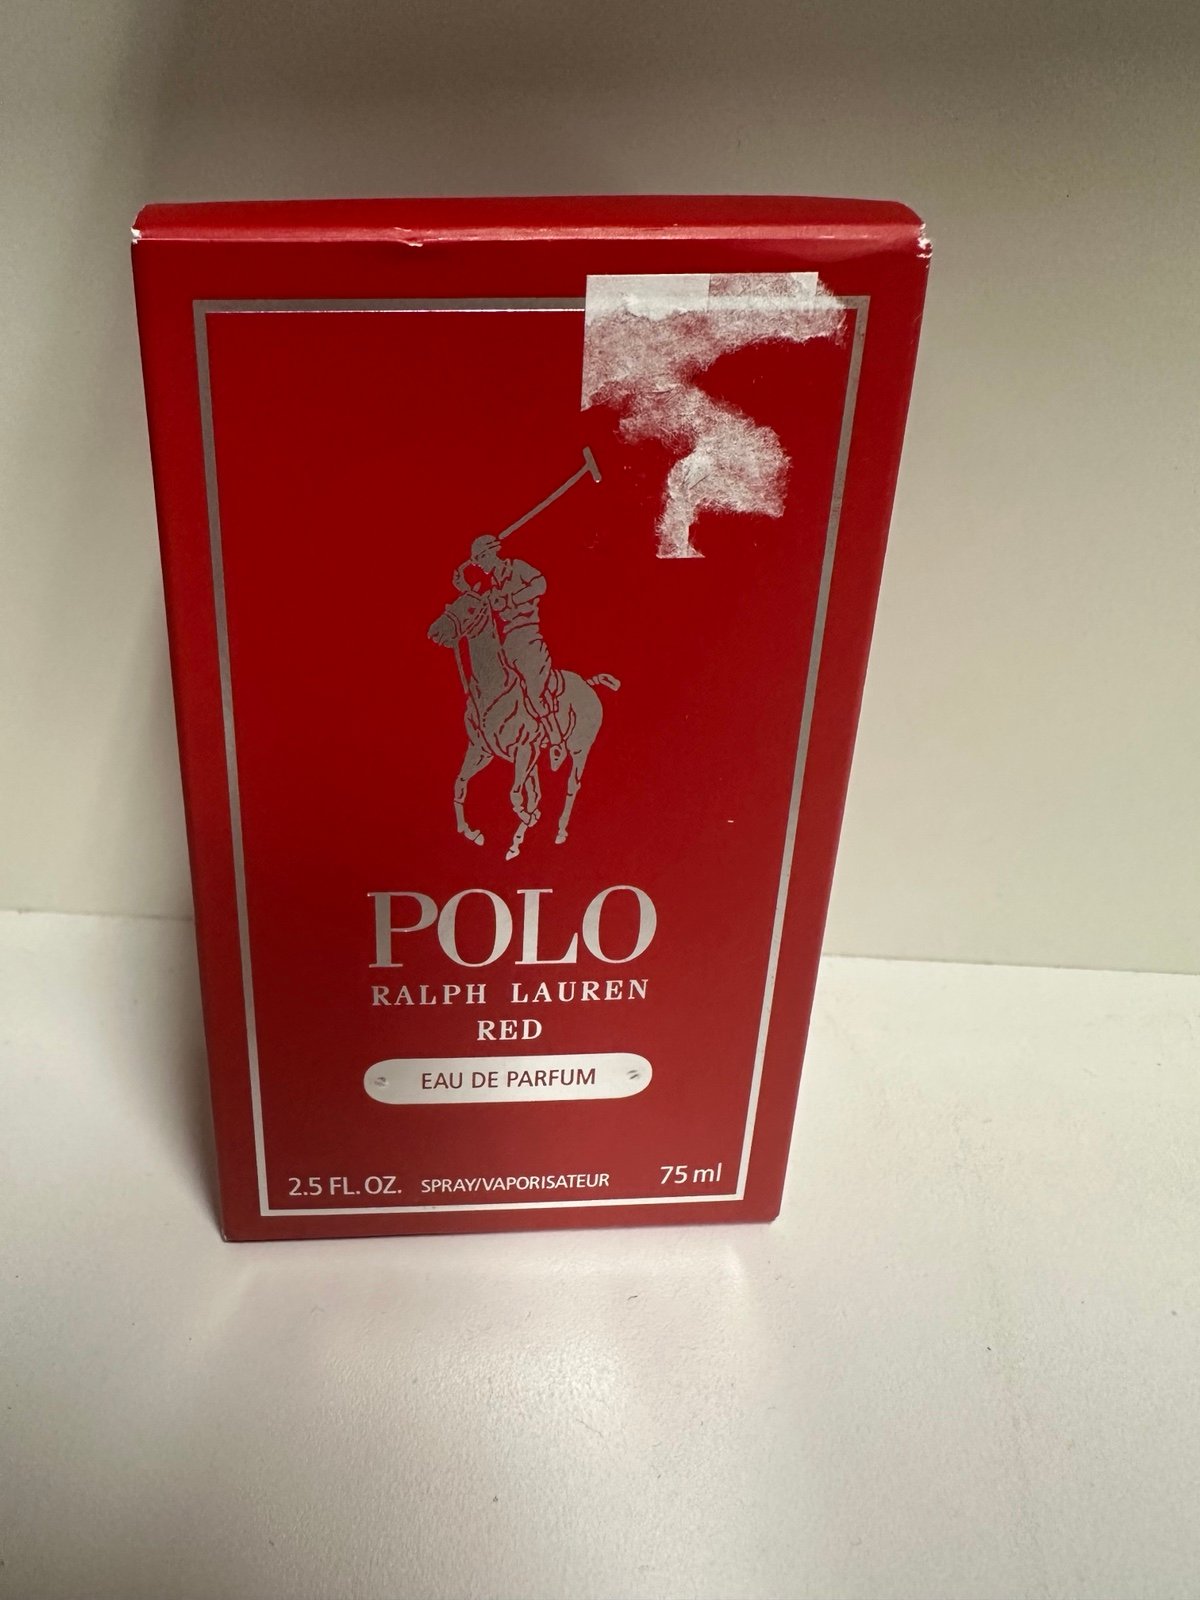 POLO
RALPH LAUREN
RED
EAU DE PARFUM
2.5 FL. OZ. SPRAY/VAPORISATEUR 75 ml